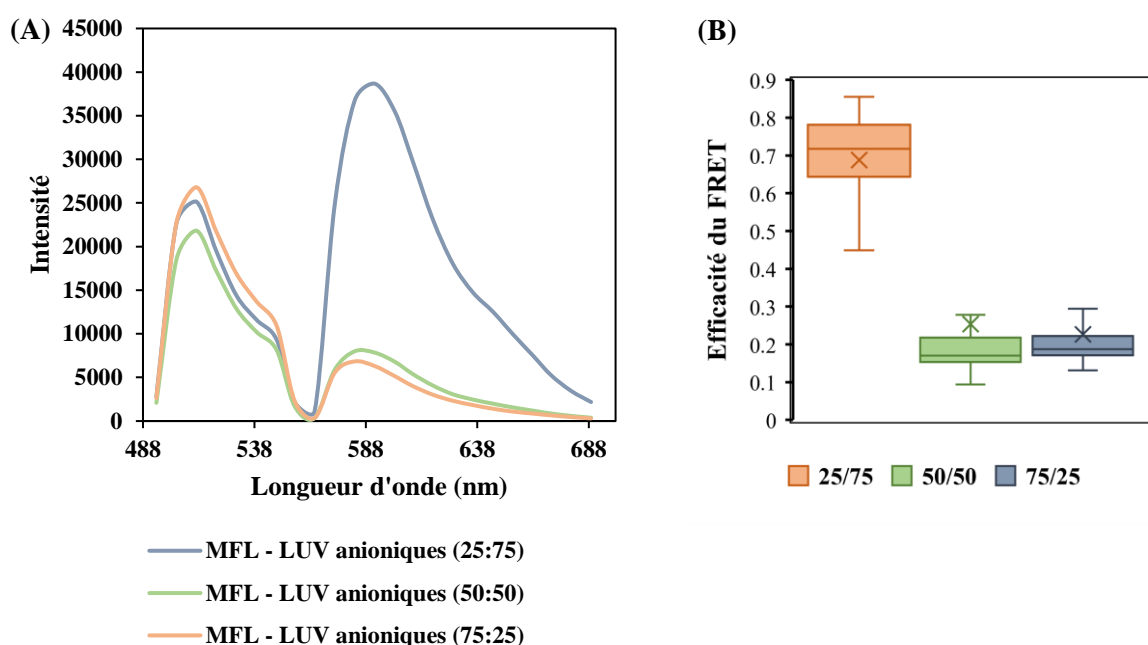 (A)
45000
40000
35000
30000
25000
20000
15000
10000
5000
0
Intensité
488 538 588 638 688
Longueur d'onde (nm)
MFL - LUV anioniques (25:75)
MFL - LUV anioniques (50:50)
MFL - LUV anioniques (75:25)
(B)
0.9
0.8
0.7
0.6
0.5
0.4
0.3
0.2
0.1
0
Efficacité du FRET
25/75 50/50 75/25